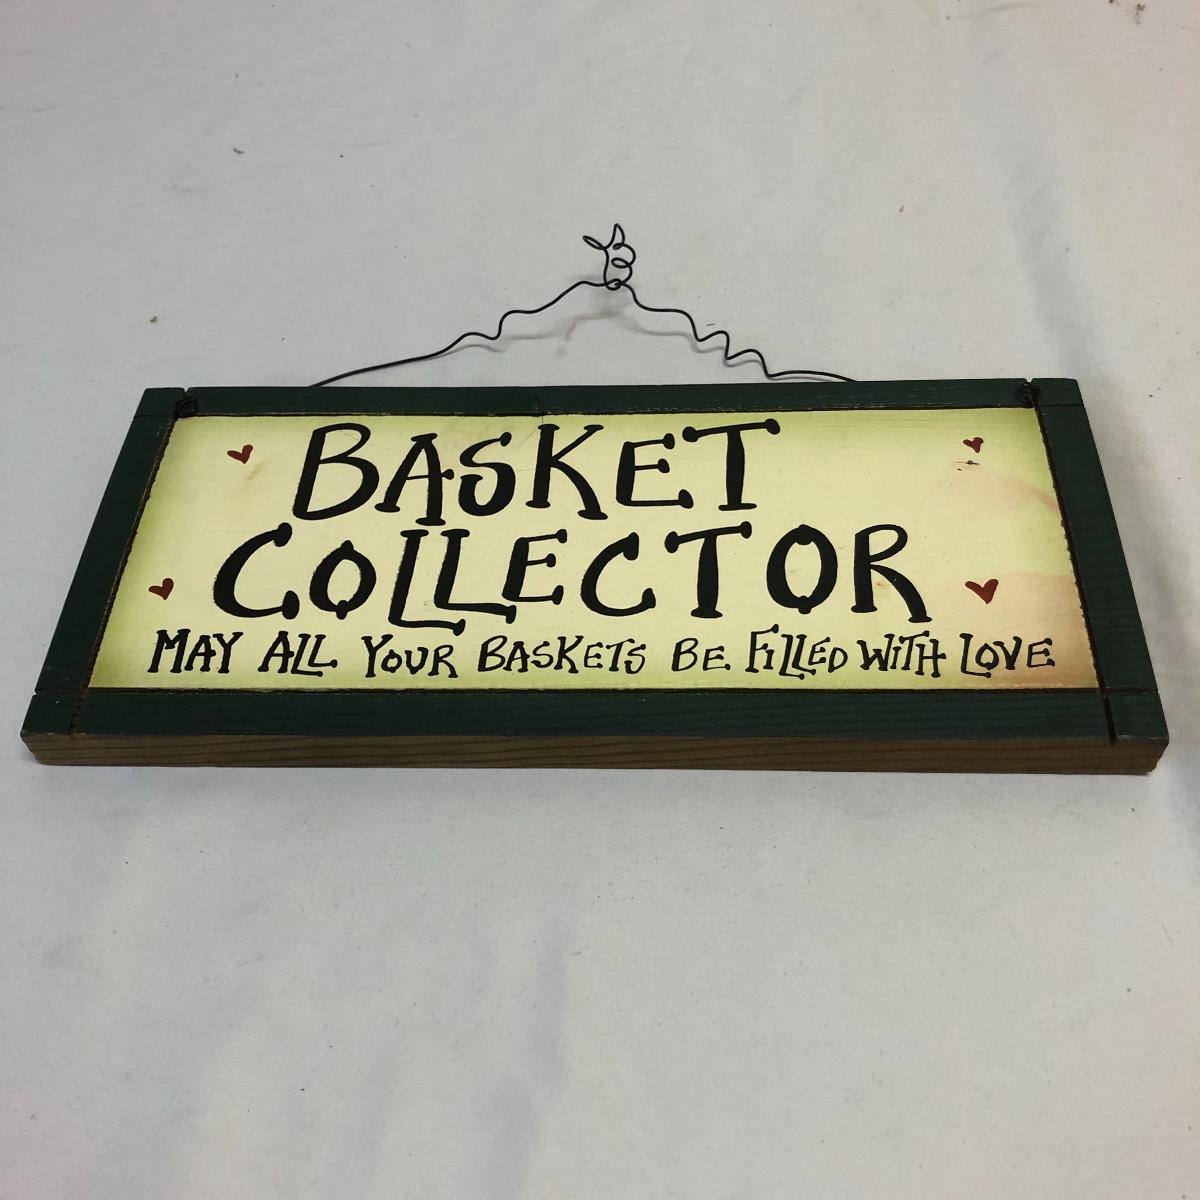 BASKET
COLLECTOR
MAY ALL YOUR BASKETS BE FILLED WITH LOVE